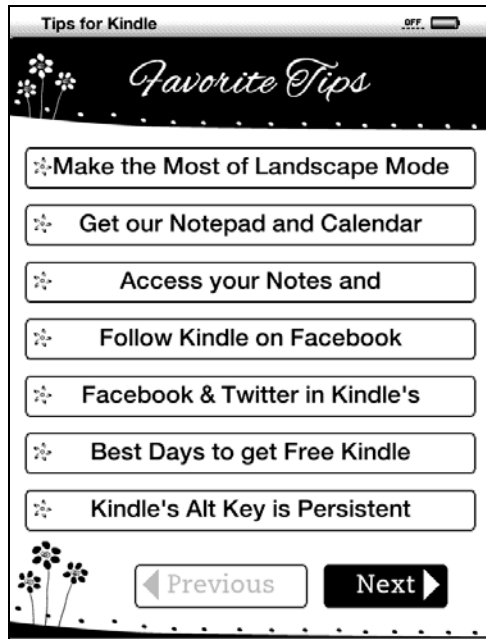 Tips for Kindle OFF
Favorite Tips
Make the Most of Landscape Mode
Get our Notepad and Calendar
Access your Notes and
Follow Kindle on Facebook
Facebook & Twitter in Kindle's
Best Days to get Free Kindle
Kindle's Alt Key is Persistent
Previous Next